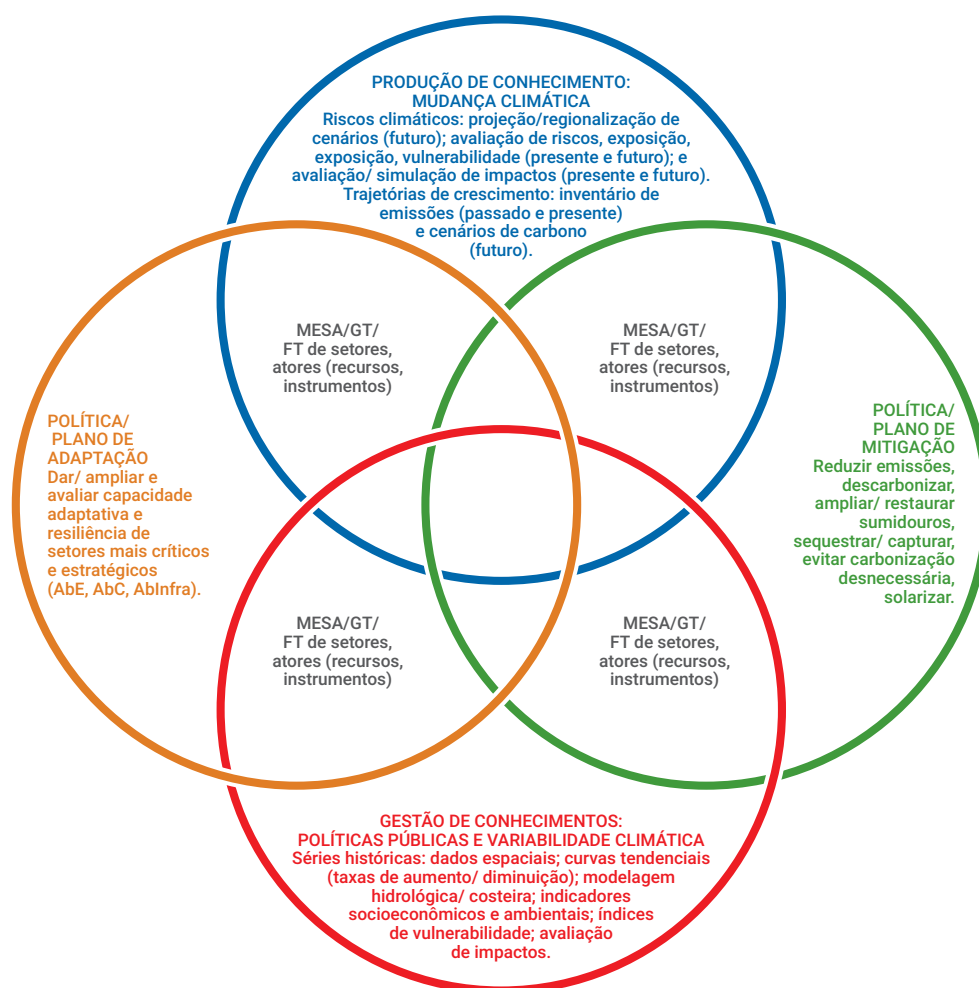 PRODUÇÃO DE CONHECIMENTO:
MUDANÇA CLIMÁTICA
Riscos climáticos: projeção/regionalização de
cenários (futuro); avaliação de riscos, exposição,
exposição, vulnerabilidade (presente e futuro); e
avaliação/ simulação de impactos (presente e futuro).
Trajetórias de crescimento: inventário de
emissões (passado e presente)
e cenários de carbono
(futuro).
MESA/GT/
FT de setores,
atores (recursos,
instrumentos)
MESA/GT/
FT de setores,
atores (recursos,
instrumentos)
POLÍTICA/
PLANO DE
ADAPTAÇÃO
Dar/ ampliar e
avaliar capacidade
adaptativa e
resiliência de
setores mais críticos
e estratégicos
(AbE, AbC, AbInfra).
POLÍTICA/
PLANO DE
MITIGAÇÃO
Reduzir emissões,
descarbonizar,
ampliar/ restaurar
sumidouros,
sequestrar/ capturar,
evitar carbonização
desnecessária,
solarizar.
MESA/GT/
FT de setores,
atores (recursos,
instrumentos)
MESA/GT/
FT de setores,
atores (recursos,
instrumentos)
GESTÃO DE CONHECIMENTOS:
POLÍTICAS PÚBLICAS E VARIABILIDADE CLIMÁTICA
Séries históricas: dados espaciais; curvas tendenciais
(taxas de aumento/ diminuição); modelagem
hidrológica/ costeira; indicadores
socioeconômicos e ambientais; índices
de vulnerabilidade; avaliação
de impactos.